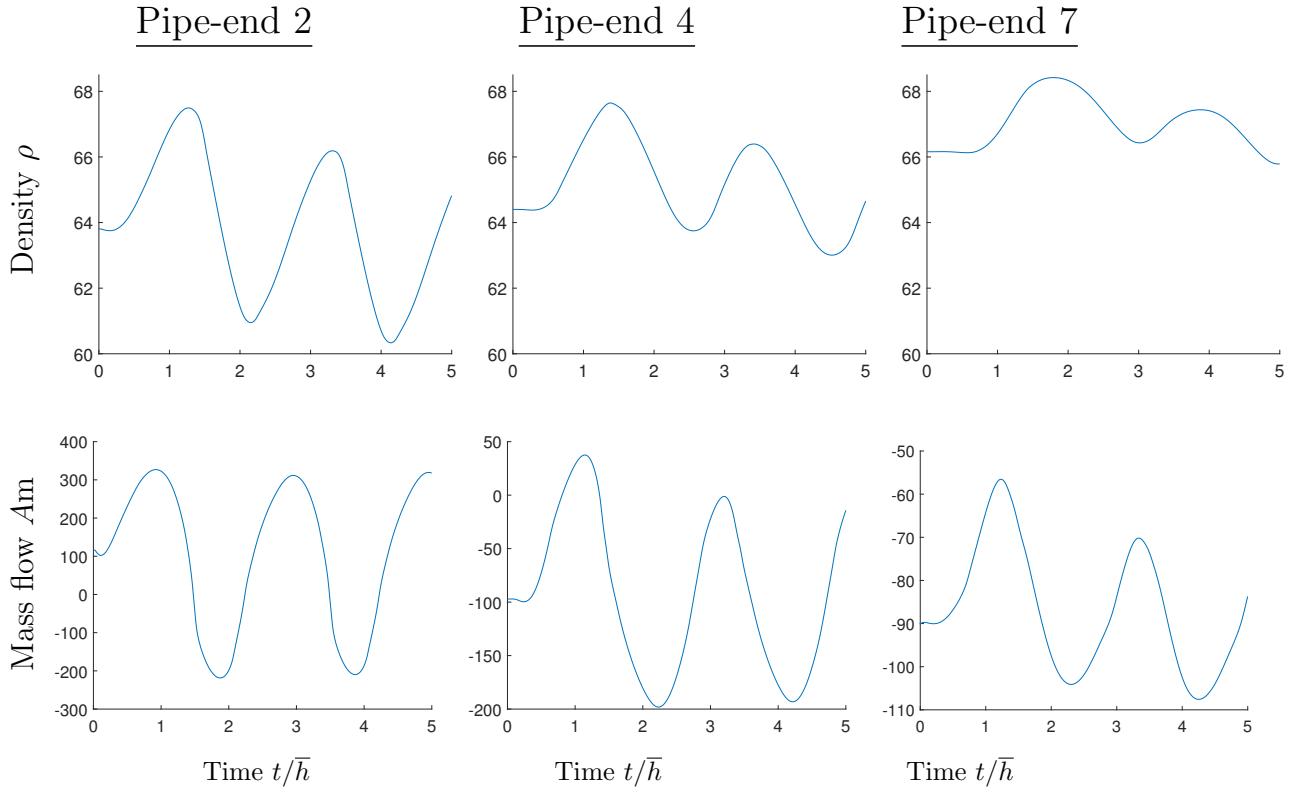 Pipe-end 2 Pipe-end 4 Pipe-end 7
Density ρ
68 68 68
66 66 66
64 64 64
62 62 62
60 60 60
0 1 2 3 4 5 0 1 2 3 4 5 0 1 2 3 4 5
Mass flow Am
400 50 -50
300 0 -60
200 -50 -70
100 -100 -80
0 -150 -90
-100 -200 -100
-200 -110
-300
0 1 2 3 4 5 0 1 2 3 4 5 0 1 2 3 4 5
Time t/h̅ Time t/h̅ Time t/h̅